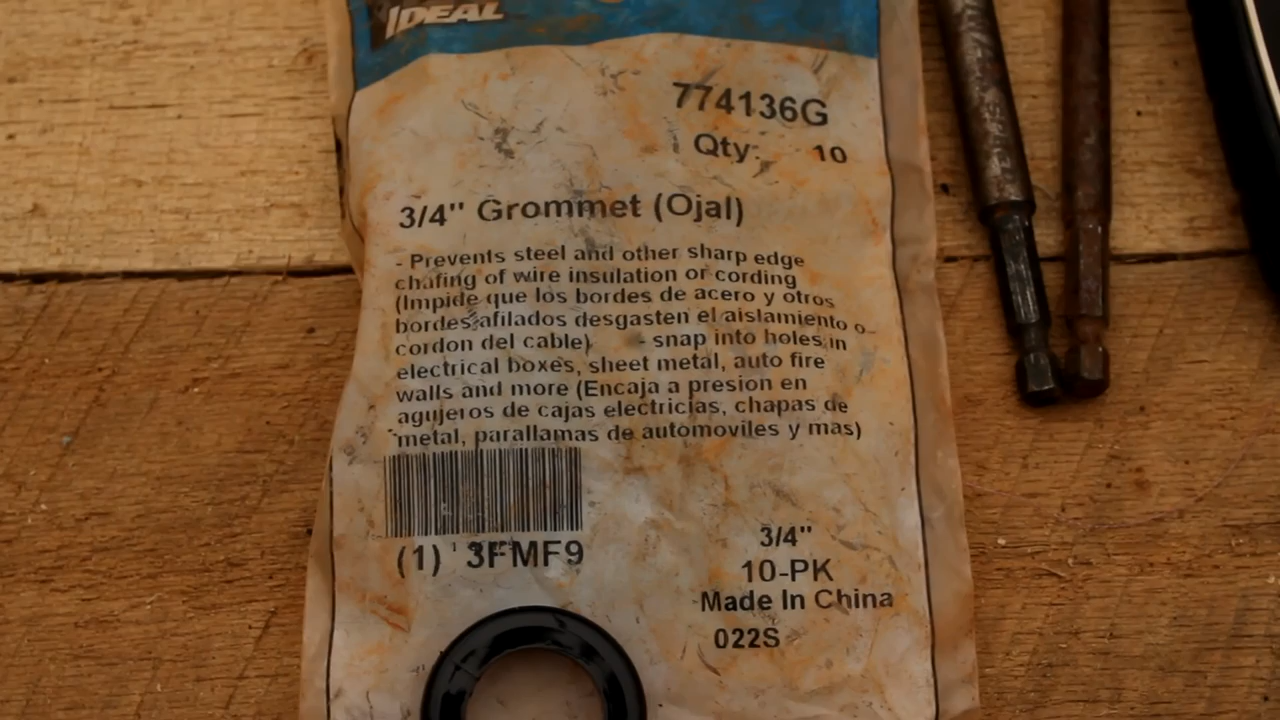 IDEAL
774136G
Qty: 10
3/4" Grommet (Ojal)
- Prevents steel and other sharp edge
chafing of wire insulation or cording
(Impide que los bordes de acero y otros
bordes afilados desgasten el aislamiento o
cordon del cable) - snap into holes in
electrical boxes, sheet metal, auto fire
walls and more (Encaja a presion en
agujeros de cajas electricias, chapas de
metal, parallamas de automoviles y mas)
(1) 3FMF9
3/4"
10-PK
Made In China
022S